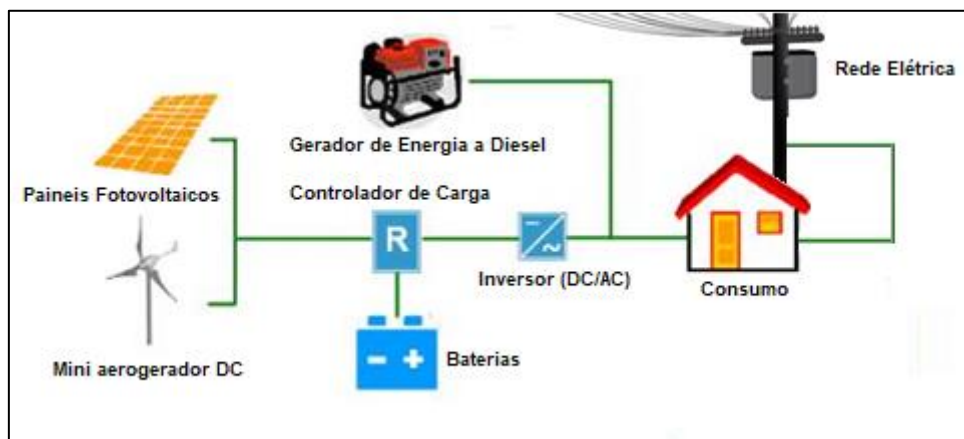 Rede Elétrica
Gerador de Energia a Diesel
Paineis Fotovoltaicos
Controlador de Carga
R
Inversor (DC/AC)
Consumo
Mini aerogerador DC
Baterias